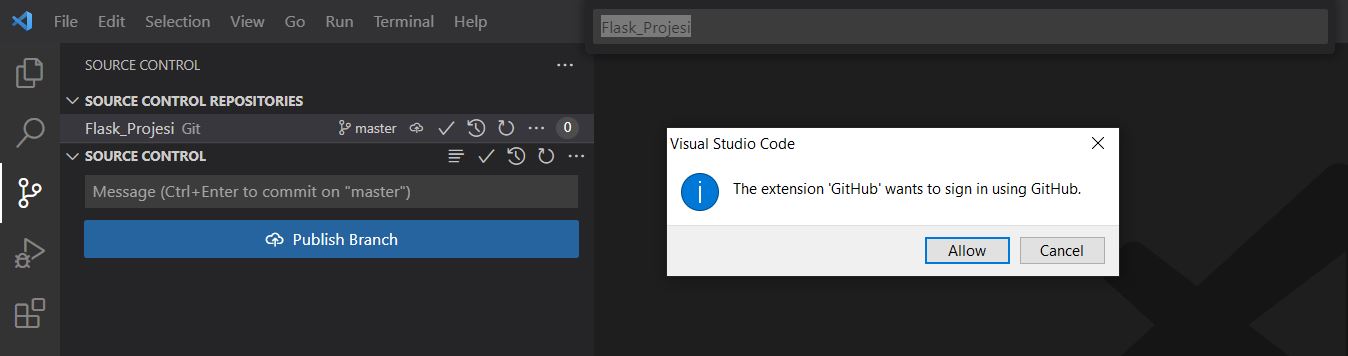 File Edit Selection View Go Run Terminal Help
Flask_Projesi
SOURCE CONTROL
SOURCE CONTROL REPOSITORIES
Flask_Projesi Git master 0
SOURCE CONTROL
Message (Ctrl+Enter to commit on "master")
Publish Branch
Visual Studio Code
The extension 'GitHub' wants to sign in using GitHub.
Allow Cancel